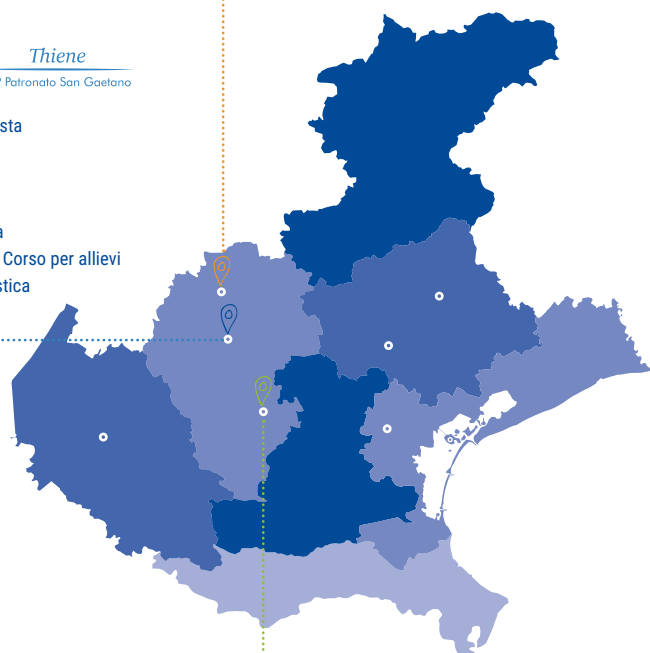 Thiene
Patronato San Gaetano
sta
a
Corso per allievi
stica